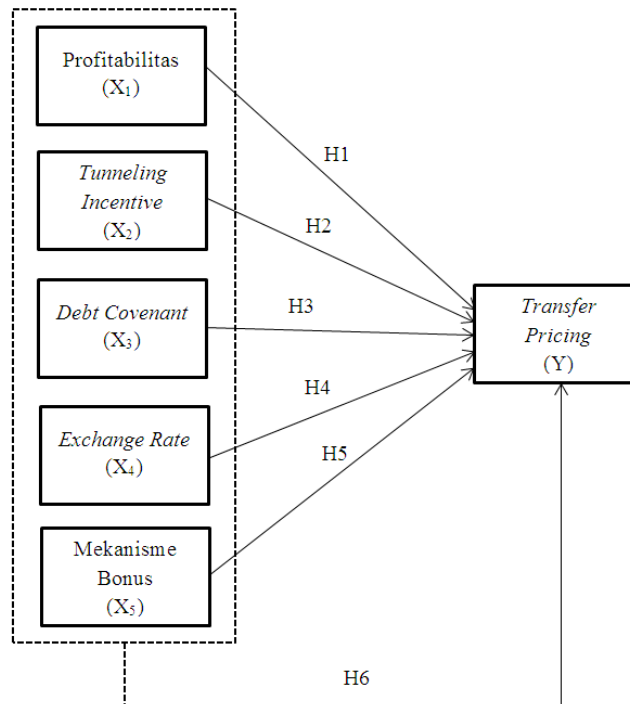 Profitabilitas
(X₁)
H1
Tunneling
Incentive
(X₂)
H2
Debt Covenant
(X₃)
H3
Transfer
Pricing
(Y)
Exchange Rate
(X₄)
H4
H5
Mekanisme
Bonus
(X₅)
H6